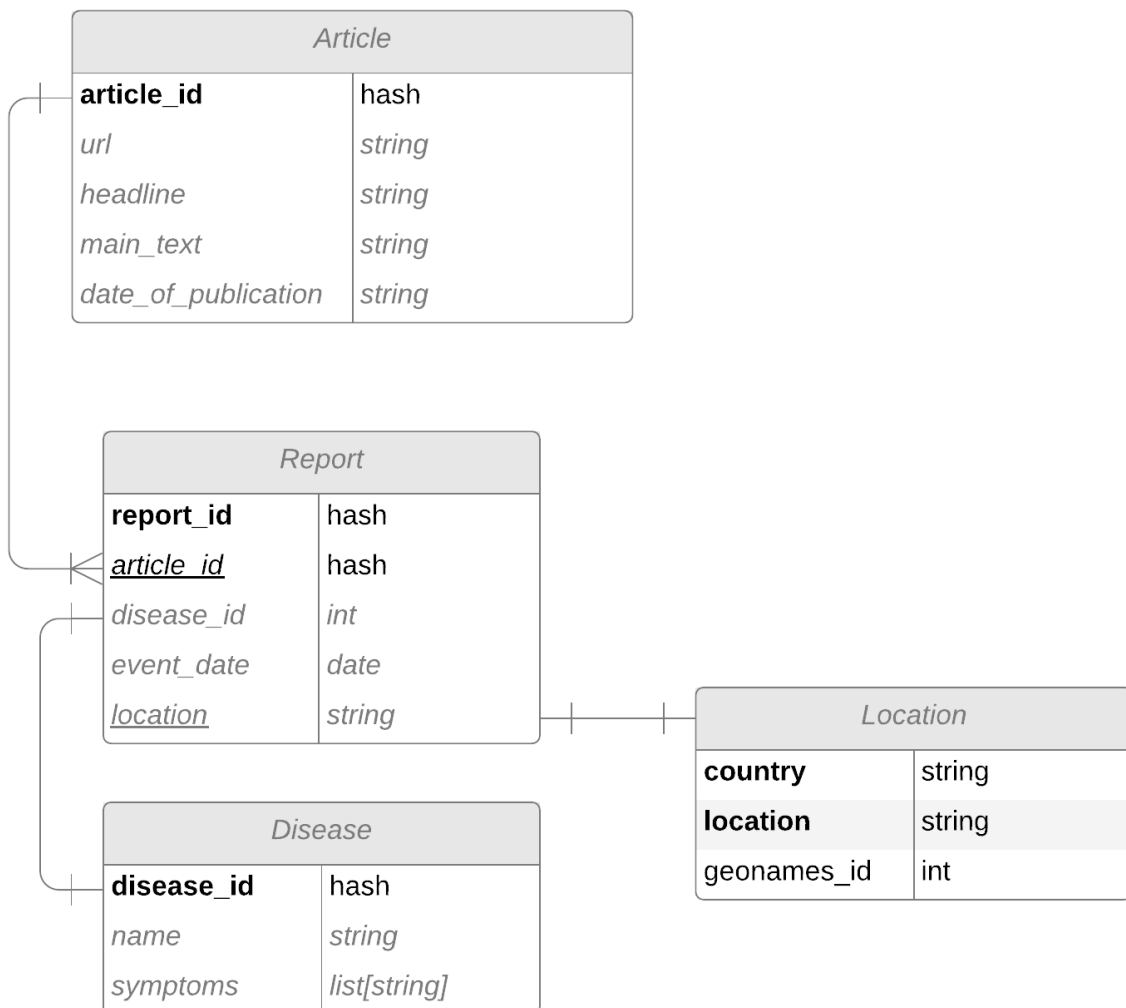 Article
article_id hash
url string
headline string
main_text string
date_of_publication string
Report
report_id hash
article_id hash
disease_id int
event_date date
location string
Location
country string
location string
geonames_id int
Disease
disease_id hash
name string
symptoms list[string]